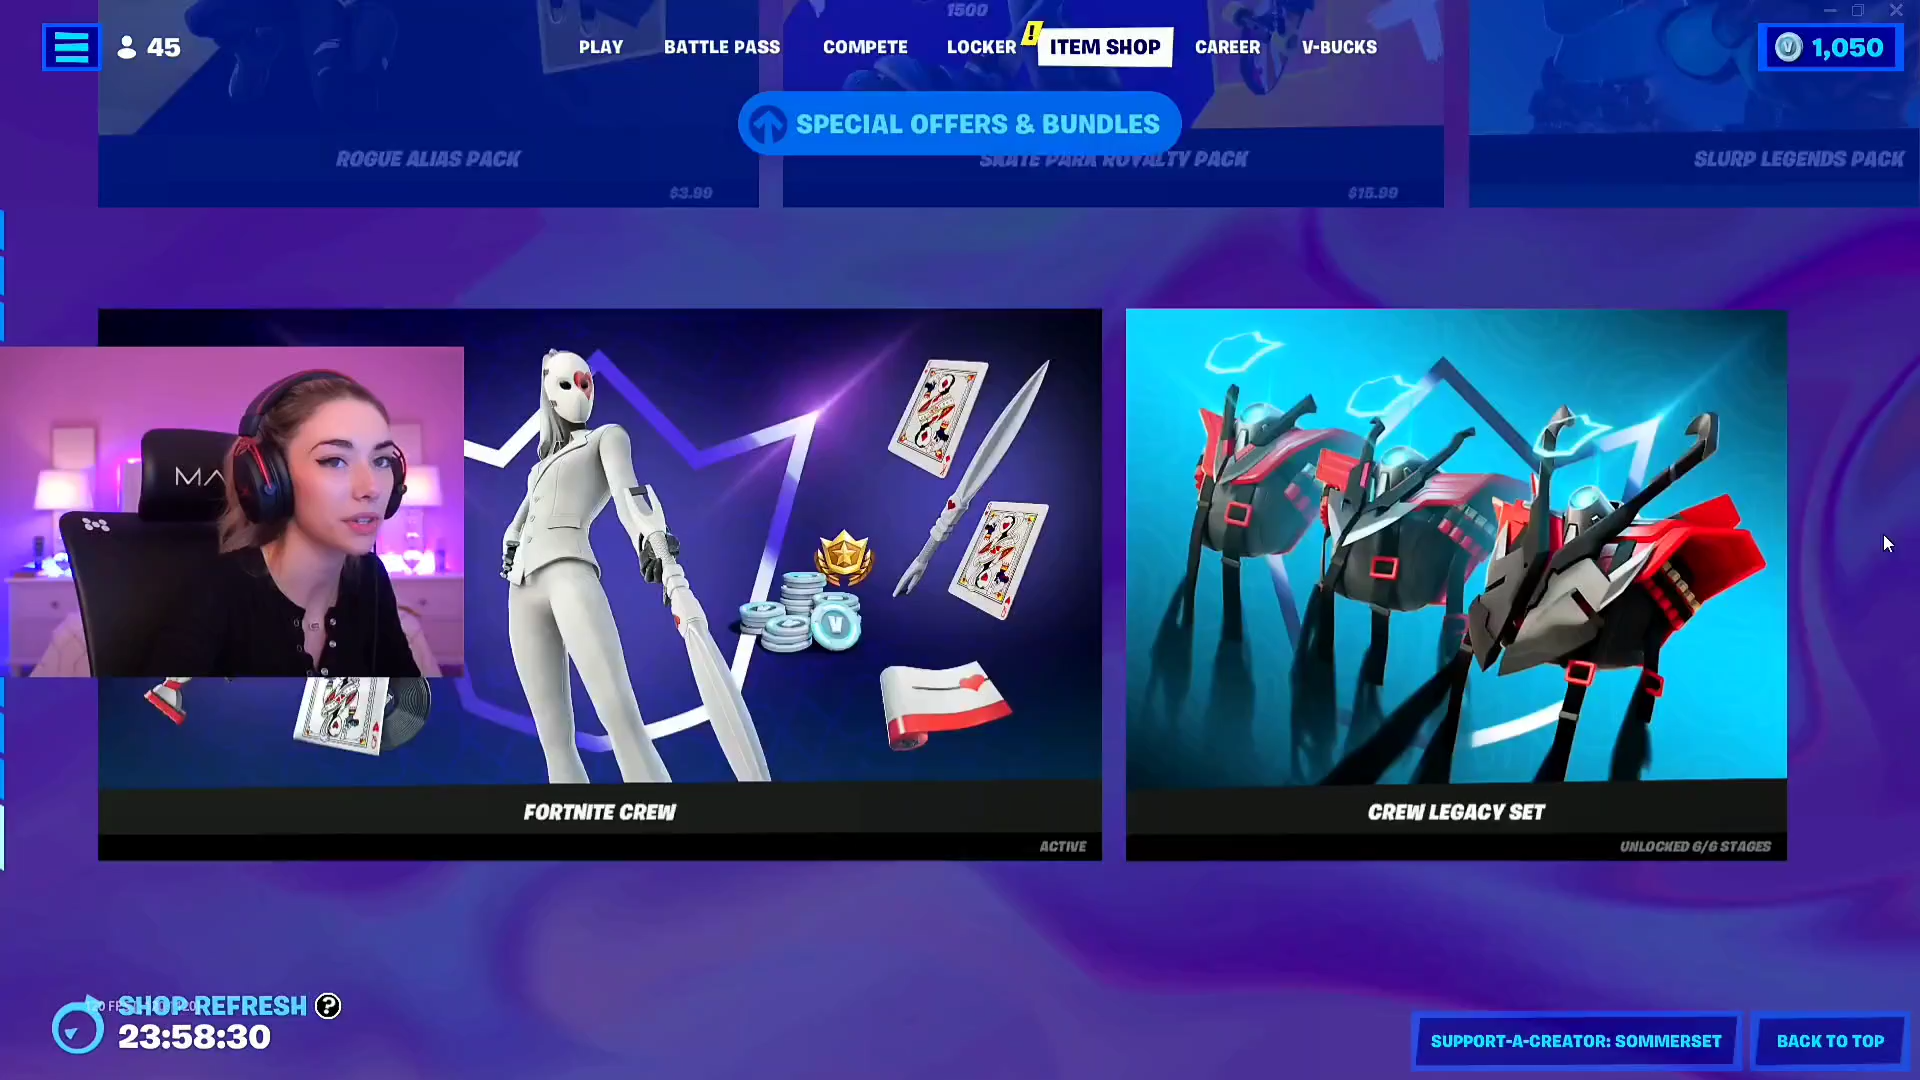 1500
45
PLAY
BATTLE PASS
COMPETE
LOCKER
!
ITEM SHOP
CAREER
V-BUCKS
1,050
SPECIAL OFFERS & BUNDLES
ROGUE ALIAS PACK
$3.99
SKATE PARK ROYALTY PACK
$15.99
SLURP LEGENDS PACK
MA
V
FORTNITE CREW
ACTIVE
CREW LEGACY SET
UNLOCKED 6/6 STAGES
SHOP REFRESH ?
23:58:30
SUPPORT-A-CREATOR: SOMMERSET
BACK TO TOP